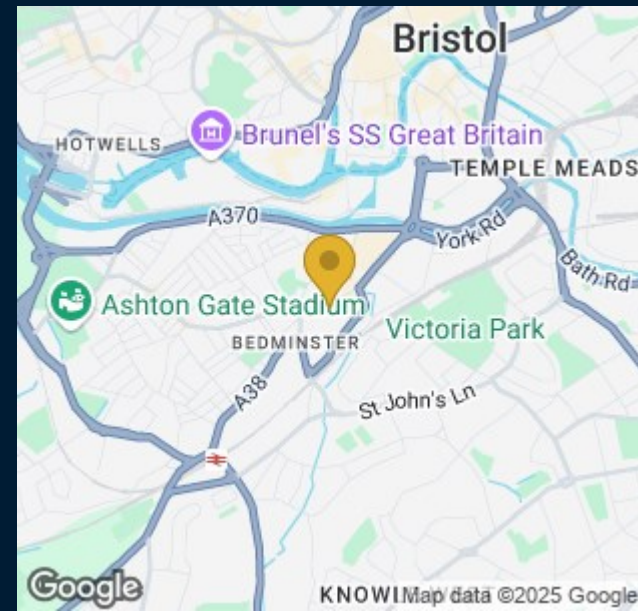 Bristol
HOTWELLS
Brunel's SS Great Britain
TEMPLE MEADS
A370
York Rd
Bath Rd
Ashton Gate Stadium
Victoria Park
BEDMINSTER
A38
St John's Ln
Google
Map data ©2025 Google